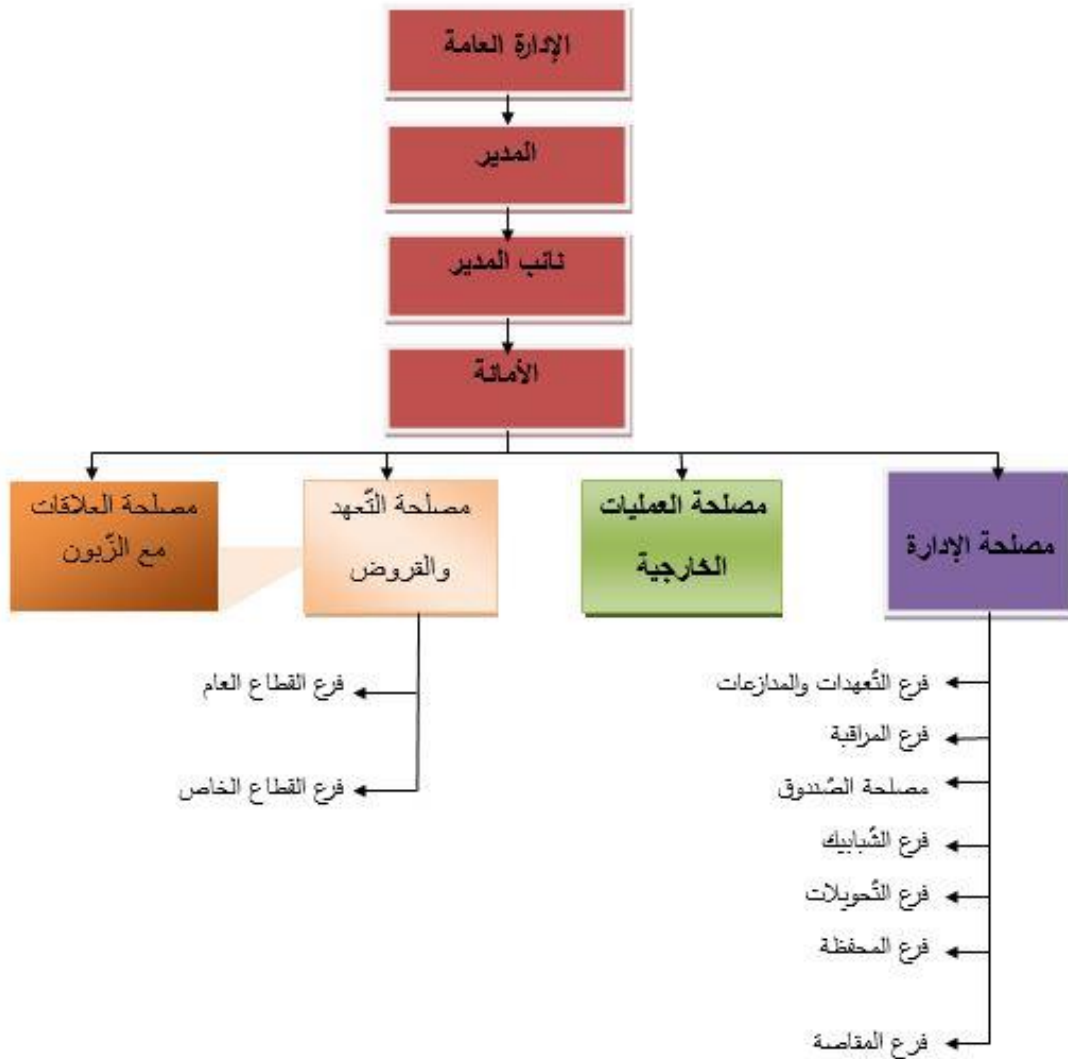 الإدارة العامة
المدير
نائب المدير
الأمانة
مصلحة الإدارة
مصلحة العمليات
الخارجية
مصلحة التّعهد
والقروض
مصلحة العلاقات
مع الزّبون
فرع التّعهدات والمنازعات
فرع المراقبة
مصلحة الصّندوق
فرع الشّبابيك
فرع التّحويلات
فرع المحفظة
فرع المقاصة
فرع القطاع العام
فرع القطاع الخاص